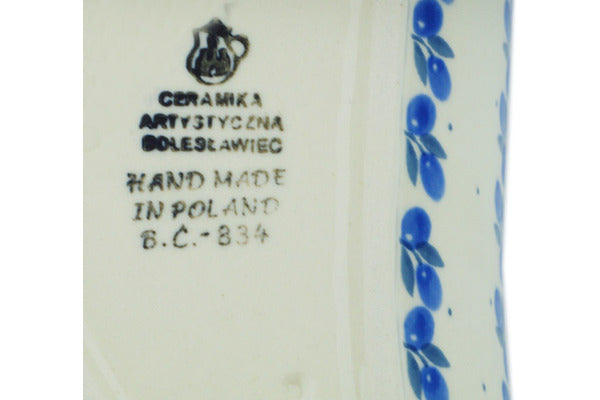 CERAMIKA
ARTYSTYCZNA
BOLESŁAWIEC
HAND MADE
IN POLAND
B.C.-834